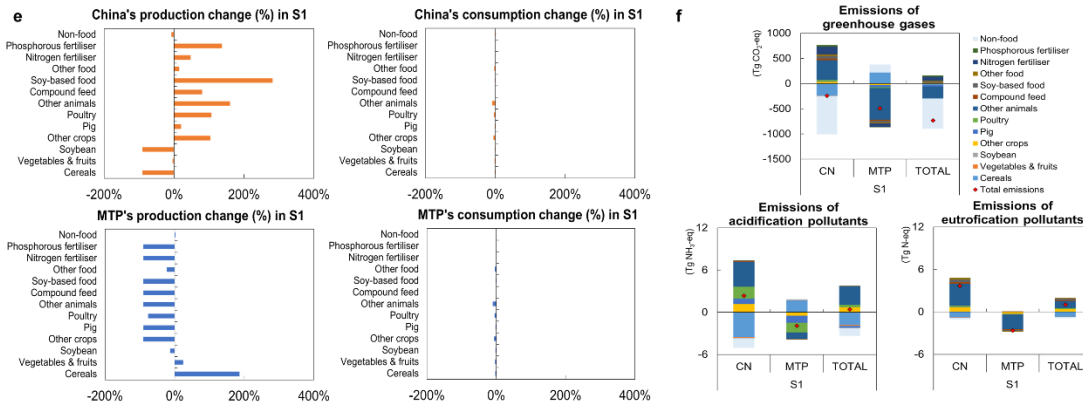 e
China's production change (%) in S1
Non-food
Phosphorous fertiliser
Nitrogen fertiliser
Other food
Soy-based food
Compound feed
Other animals
Poultry
Pig
Other crops
Soybean
Vegetables & fruits
Cereals
-200% 0% 200% 400%
China's consumption change (%) in S1
Non-food
Phosphorous fertiliser
Nitrogen fertiliser
Other food
Soy-based food
Compound feed
Other animals
Poultry
Pig
Other crops
Soybean
Vegetables & fruits
Cereals
-200% 0% 200% 400%
MTP's production change (%) in S1
Non-food
Phosphorous fertiliser
Nitrogen fertiliser
Other food
Soy-based food
Compound feed
Other animals
Poultry
Pig
Other crops
Soybean
Vegetables & fruits
Cereals
-200% 0% 200% 400%
MTP's consumption change (%) in S1
Non-food
Phosphorous fertiliser
Nitrogen fertiliser
Other food
Soy-based food
Compound feed
Other animals
Poultry
Pig
Other crops
Soybean
Vegetables & fruits
Cereals
-200% 0% 200% 400%
f
Emissions of
greenhouse gases
(Tg CO₂-eq)
1000
500
0
-500
-1000
-1500
CN MTP TOTAL
S1
Non-food
Phosphorous fertiliser
Nitrogen fertiliser
Other food
Soy-based food
Compound feed
Other animals
Poultry
Pig
Other crops
Soybean
Vegetables & fruits
Cereals
Total emissions
Emissions of
acidification pollutants
(Tg NH₃-eq)
12
6
0
-6
CN MTP TOTAL
S1
Emissions of
eutrofication pollutants
(Tg N-eq)
12
6
0
-6
CN MTP TOTAL
S1